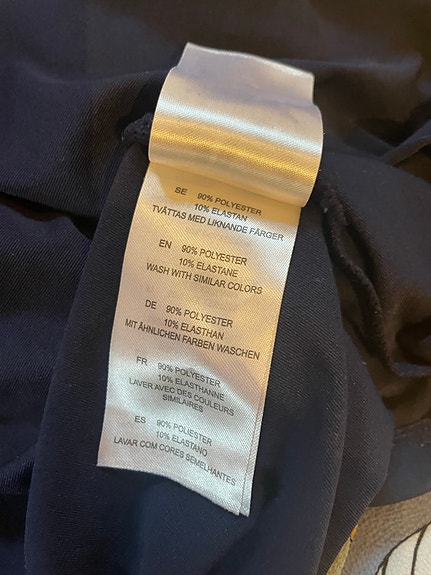 SE 90% POLYESTER
10% ELASTAN
TVÄTTAS MED LIKNANDE FÄRGER
EN 90% POLYESTER
10% ELASTANE
WASH WITH SIMILAR COLORS
DE 90% POLYESTER
10% ELASTHAN
MIT ÄHNLICHEN FARBEN WASCHEN
FR 90% POLYESTER
10% ELASTHANNE
LAVER AVEC DES COULEURS
SIMILAIRES
ES 90% POLIESTER
10% ELASTANO
LAVAR COM CORES SEMELHANTES